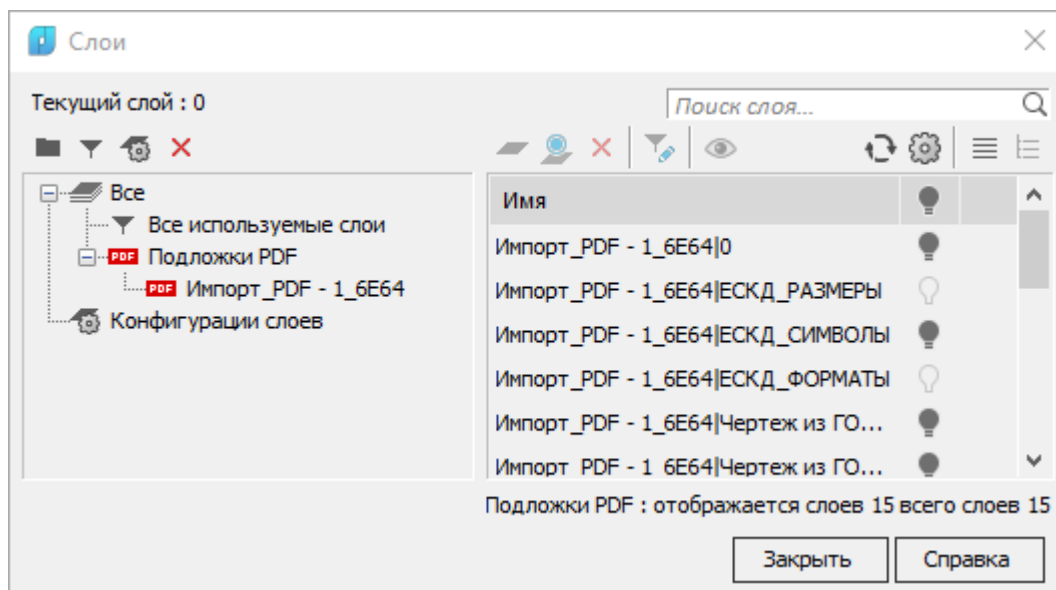 Слои
Текущий слой : 0
Поиск слоя...
Все
Все используемые слои
PDF Подложки PDF
PDF Импорт_PDF - 1_6E64
Конфигурации слоев
Имя
Импорт_PDF - 1_6E64|0
Импорт_PDF - 1_6E64|ЕСКД_РАЗМЕРЫ
Импорт_PDF - 1_6E64|ЕСКД_СИМВОЛЫ
Импорт_PDF - 1_6E64|ЕСКД_ФОРМАТЫ
Импорт_PDF - 1_6E64|Чертеж из ГО...
Импорт_PDF - 1_6E64|Чертеж из ГО...
Подложки PDF : отображается слоев 15 всего слоев 15
Закрыть
Справка